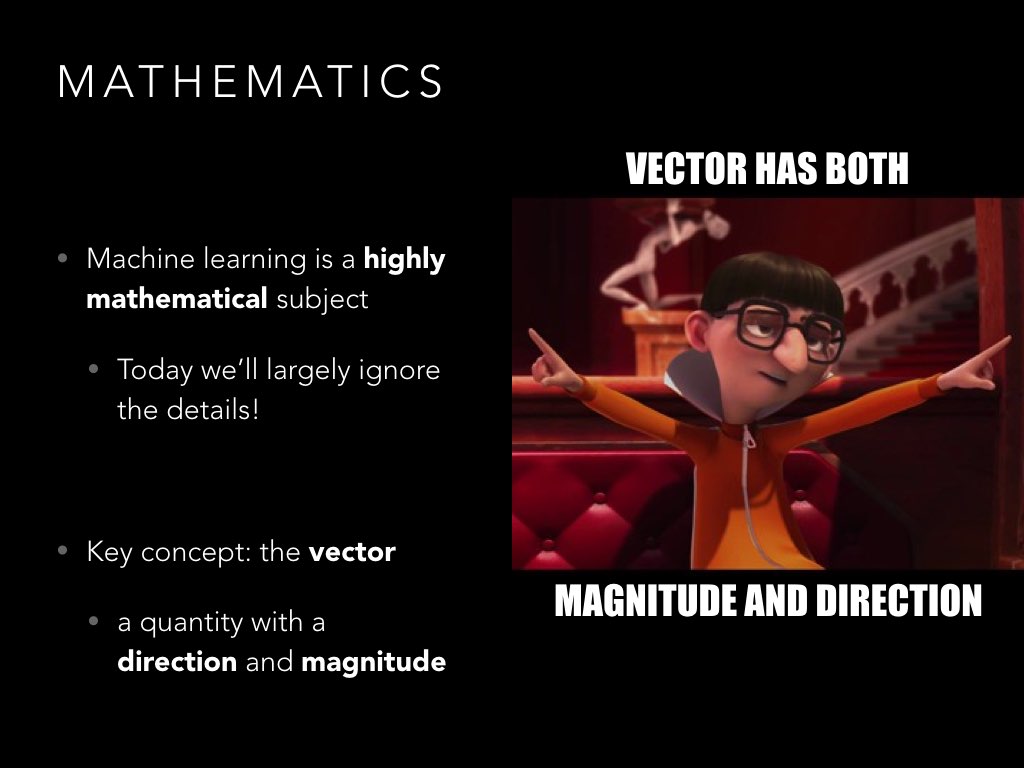 MATHEMATICS
• Machine learning is a highly
mathematical subject
• Today we’ll largely ignore
the details!
• Key concept: the vector
• a quantity with a
direction and magnitude
VECTOR HAS BOTH
MAGNITUDE AND DIRECTION